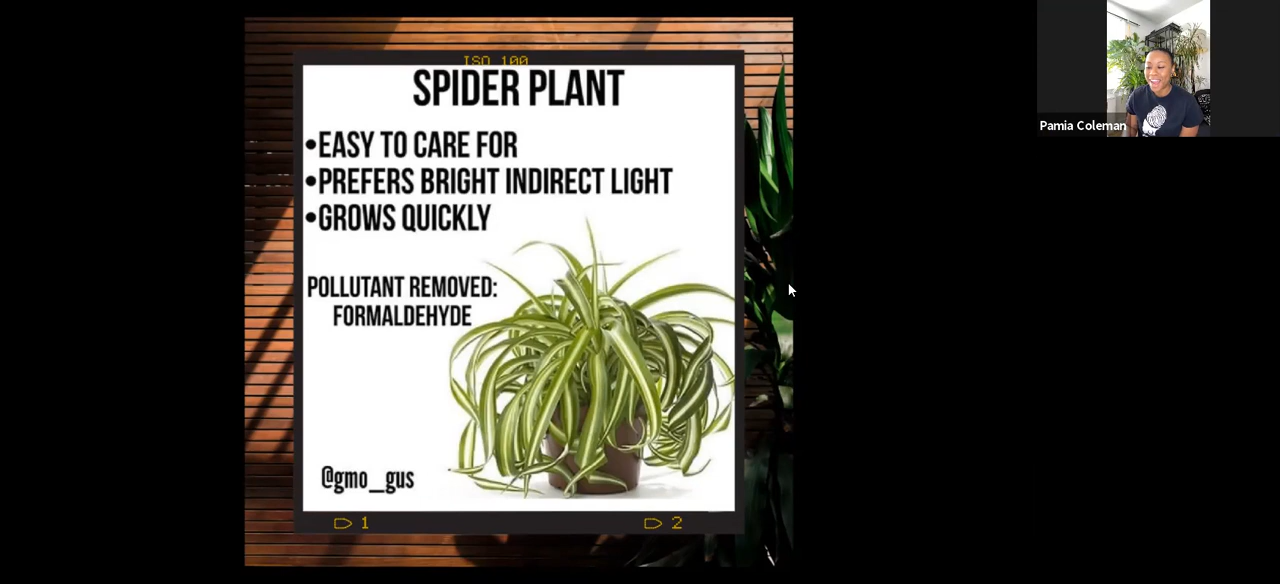 ISO 100
SPIDER PLANT
•EASY TO CARE FOR
•PREFERS BRIGHT INDIRECT LIGHT
•GROWS QUICKLY
POLLUTANT REMOVED:
FORMALDEHYDE
@gmo_gus
1
2
Pamia Coleman